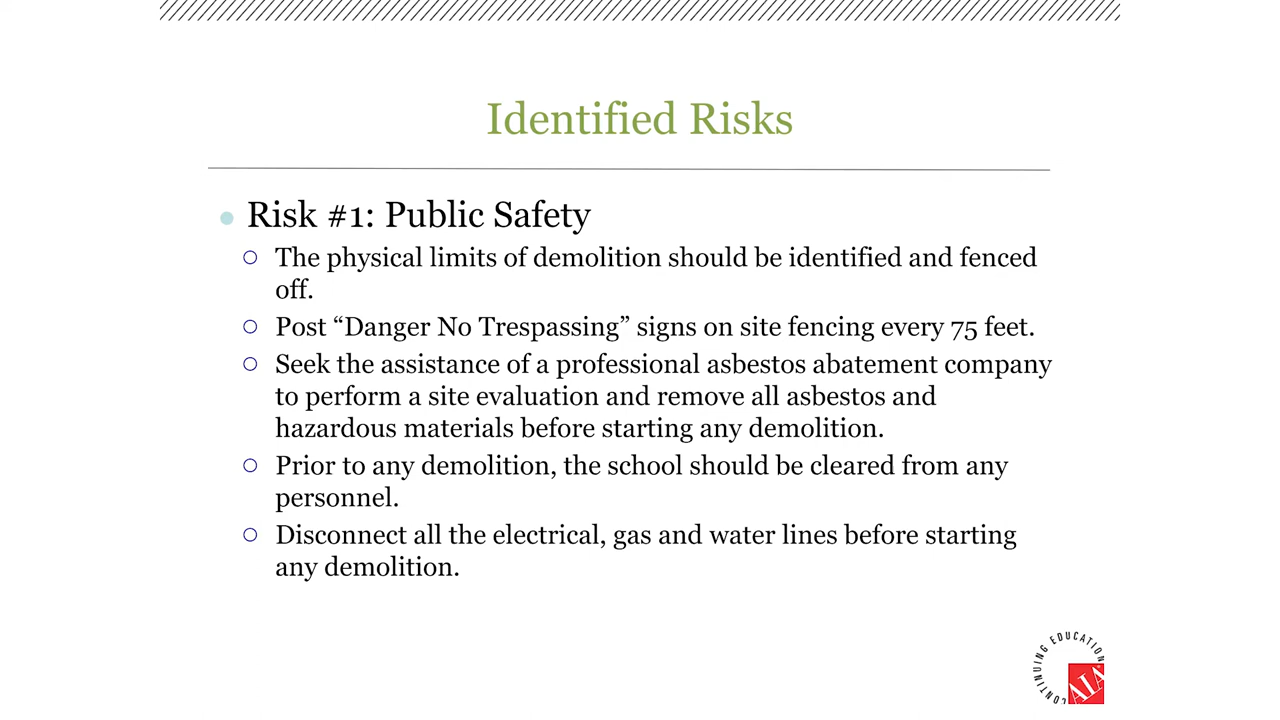 Identified Risks
Risk #1: Public Safety
The physical limits of demolition should be identified and fenced
off.
Post “Danger No Trespassing” signs on site fencing every 75 feet.
Seek the assistance of a professional asbestos abatement company
to perform a site evaluation and remove all asbestos and
hazardous materials before starting any demolition.
Prior to any demolition, the school should be cleared from any
personnel.
Disconnect all the electrical, gas and water lines before starting
any demolition.
CONTINUING EDUCATION
AIA